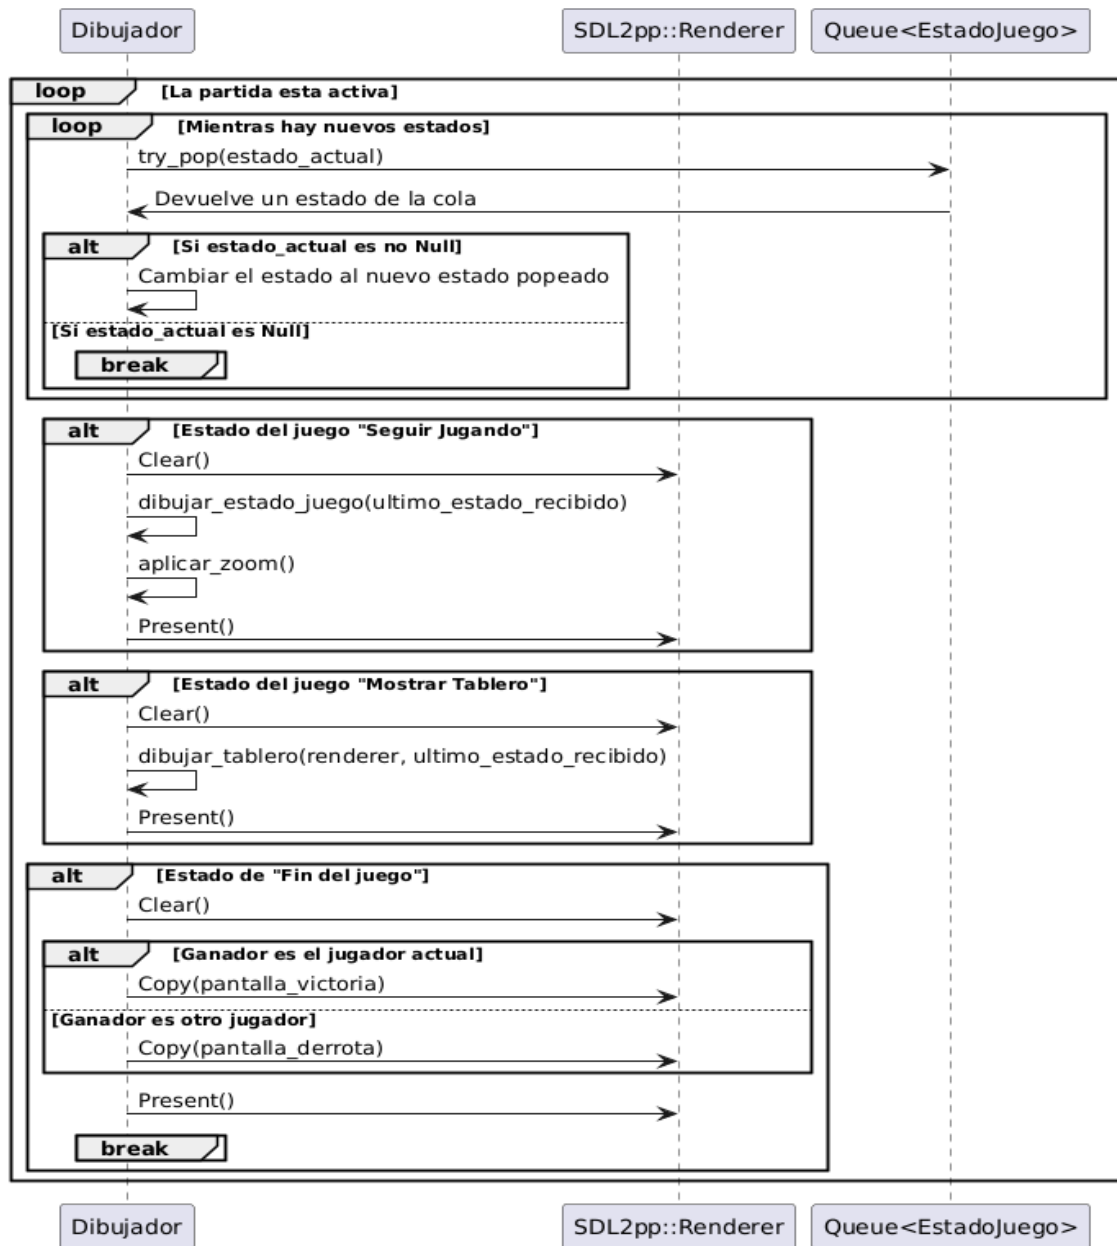 Dibujador SDL2pp::Renderer Queue<EstadoJuego>
loop [La partida esta activa]
loop [Mientras hay nuevos estados]
try_pop(estado_actual)
Devuelve un estado de la cola
alt [Si estado_actual es no Null]
Cambiar el estado al nuevo estado popeado
[Si estado_actual es Null]
break
alt [Estado del juego "Seguir Jugando"]
Clear()
dibujar_estado_juego(ultimo_estado_recibido)
aplicar_zoom()
Present()
alt [Estado del juego "Mostrar Tablero"]
Clear()
dibujar_tablero(renderer, ultimo_estado_recibido)
Present()
alt [Estado de "Fin del juego"]
Clear()
alt [Ganador es el jugador actual]
Copy(pantalla_victoria)
[Ganador es otro jugador]
Copy(pantalla_derrota)
Present()
break
Dibujador SDL2pp::Renderer Queue<EstadoJuego>